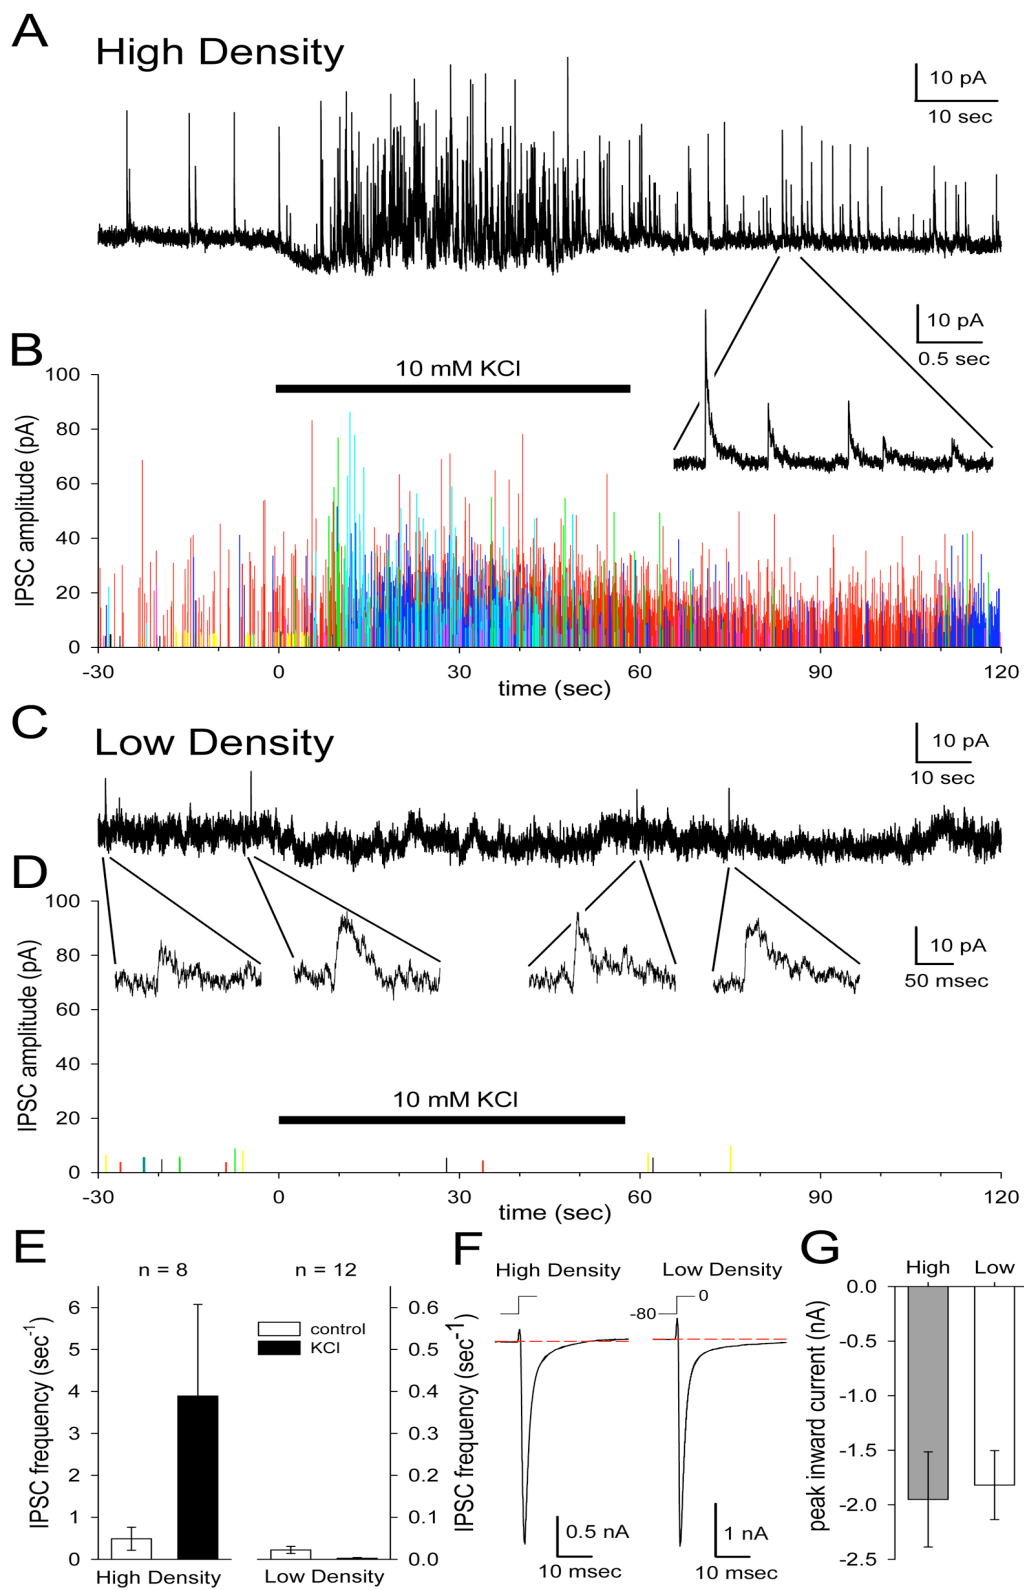 A
High Density
10 pA
10 sec
10 pA
0.5 sec
B
10 mM KCl
100
80
60
40
20
0
IPSC amplitude (pA)
-30
0
30
60
90
120
time (sec)
C
Low Density
10 pA
10 sec
D
100
80
60
40
20
0
IPSC amplitude (pA)
10 pA
50 msec
10 mM KCl
-30
0
30
60
90
120
time (sec)
E
n = 8
n = 12
6
5
4
3
2
1
0
IPSC frequency (sec-1)
control
KCl
0.6
0.5
0.4
0.3
0.2
0.1
0.0
IPSC frequency (sec-1)
High Density
Low Density
F
High Density
Low Density
-80
0
0.5 nA
10 msec
1 nA
10 msec
G
High
Low
0.0
-0.5
-1.0
-1.5
-2.0
-2.5
peak inward current (nA)